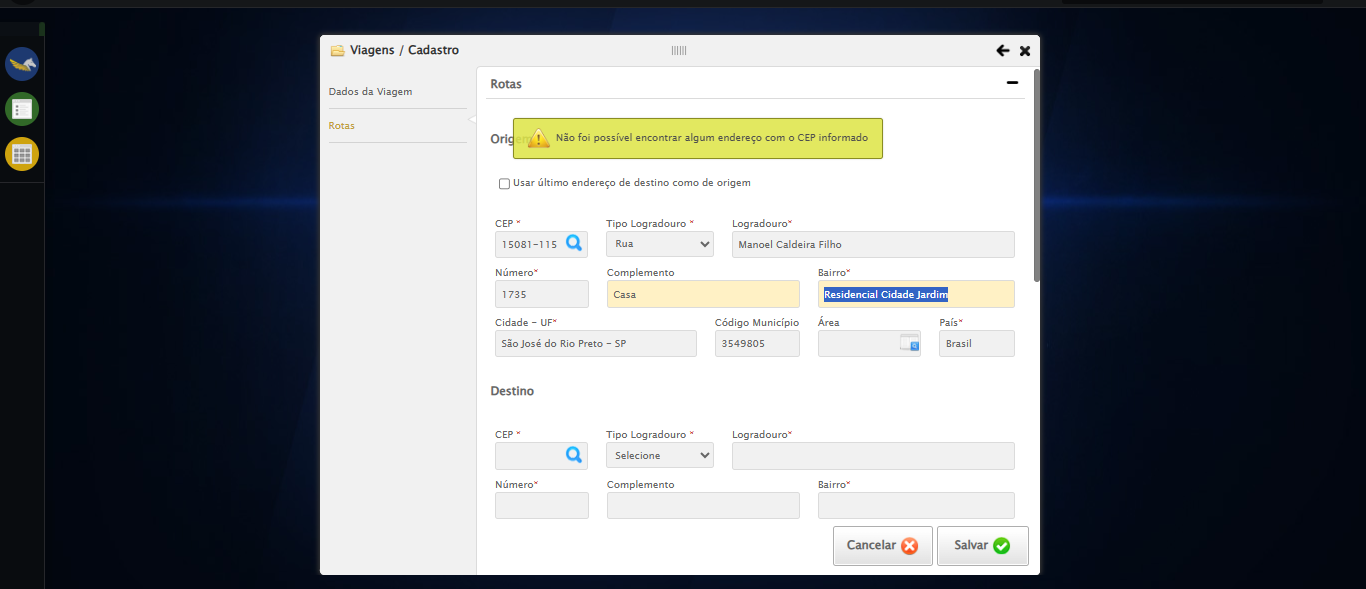 Viagens / Cadastro
Dados da Viagem
Rotas
Rotas
Orige
Não foi possível encontrar algum endereço com o CEP informado
Usar último endereço de destino como de origem
CEP * Tipo Logradouro * Logradouro*
15081-115 Rua Manoel Caldeira Filho
Número* Complemento Bairro*
1735 Casa Residencial Cidade Jardim
Cidade - UF* Código Município Área País*
São José do Rio Preto - SP 3549805 Brasil
Destino
CEP * Tipo Logradouro * Logradouro*
Selecione
Número* Complemento Bairro*
Cancelar Salvar